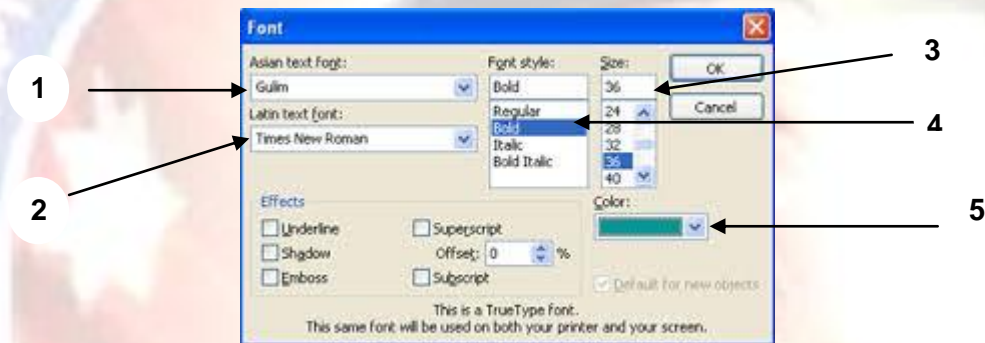 Font
Asian text font:
Font style:
Size:
Gulim
Bold
36
OK
Latin text font:
Times New Roman
Regular
Bold
Italic
Bold Italic
24
28
32
36
40
Cancel
Effects
Underline
Shadow
Emboss
Superscript
Offset: 0 %
Subscript
Color:
Default for new objects
This is a TrueType font.
This same font will be used on both your printer and your screen.
1
2
3
4
5